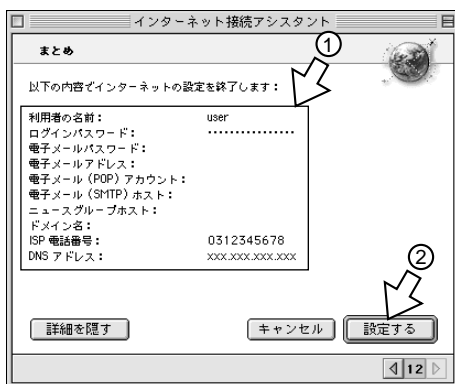 インターネット接続アシスタント
まとめ
①
以下の内容でインターネットの設定を終了します：
利用者の名前： user
ログインパスワード： ••••••••••••••••
電子メールパスワード：
電子メールアドレス：
電子メール（POP）アカウント：
電子メール（SMTP）ホスト：
ニュースグループホスト：
ドメイン名：
ISP 電話番号： 0312345678
DNS アドレス： xxx.xxx.xxx.xxx
②
詳細を隠す キャンセル 設定する
12